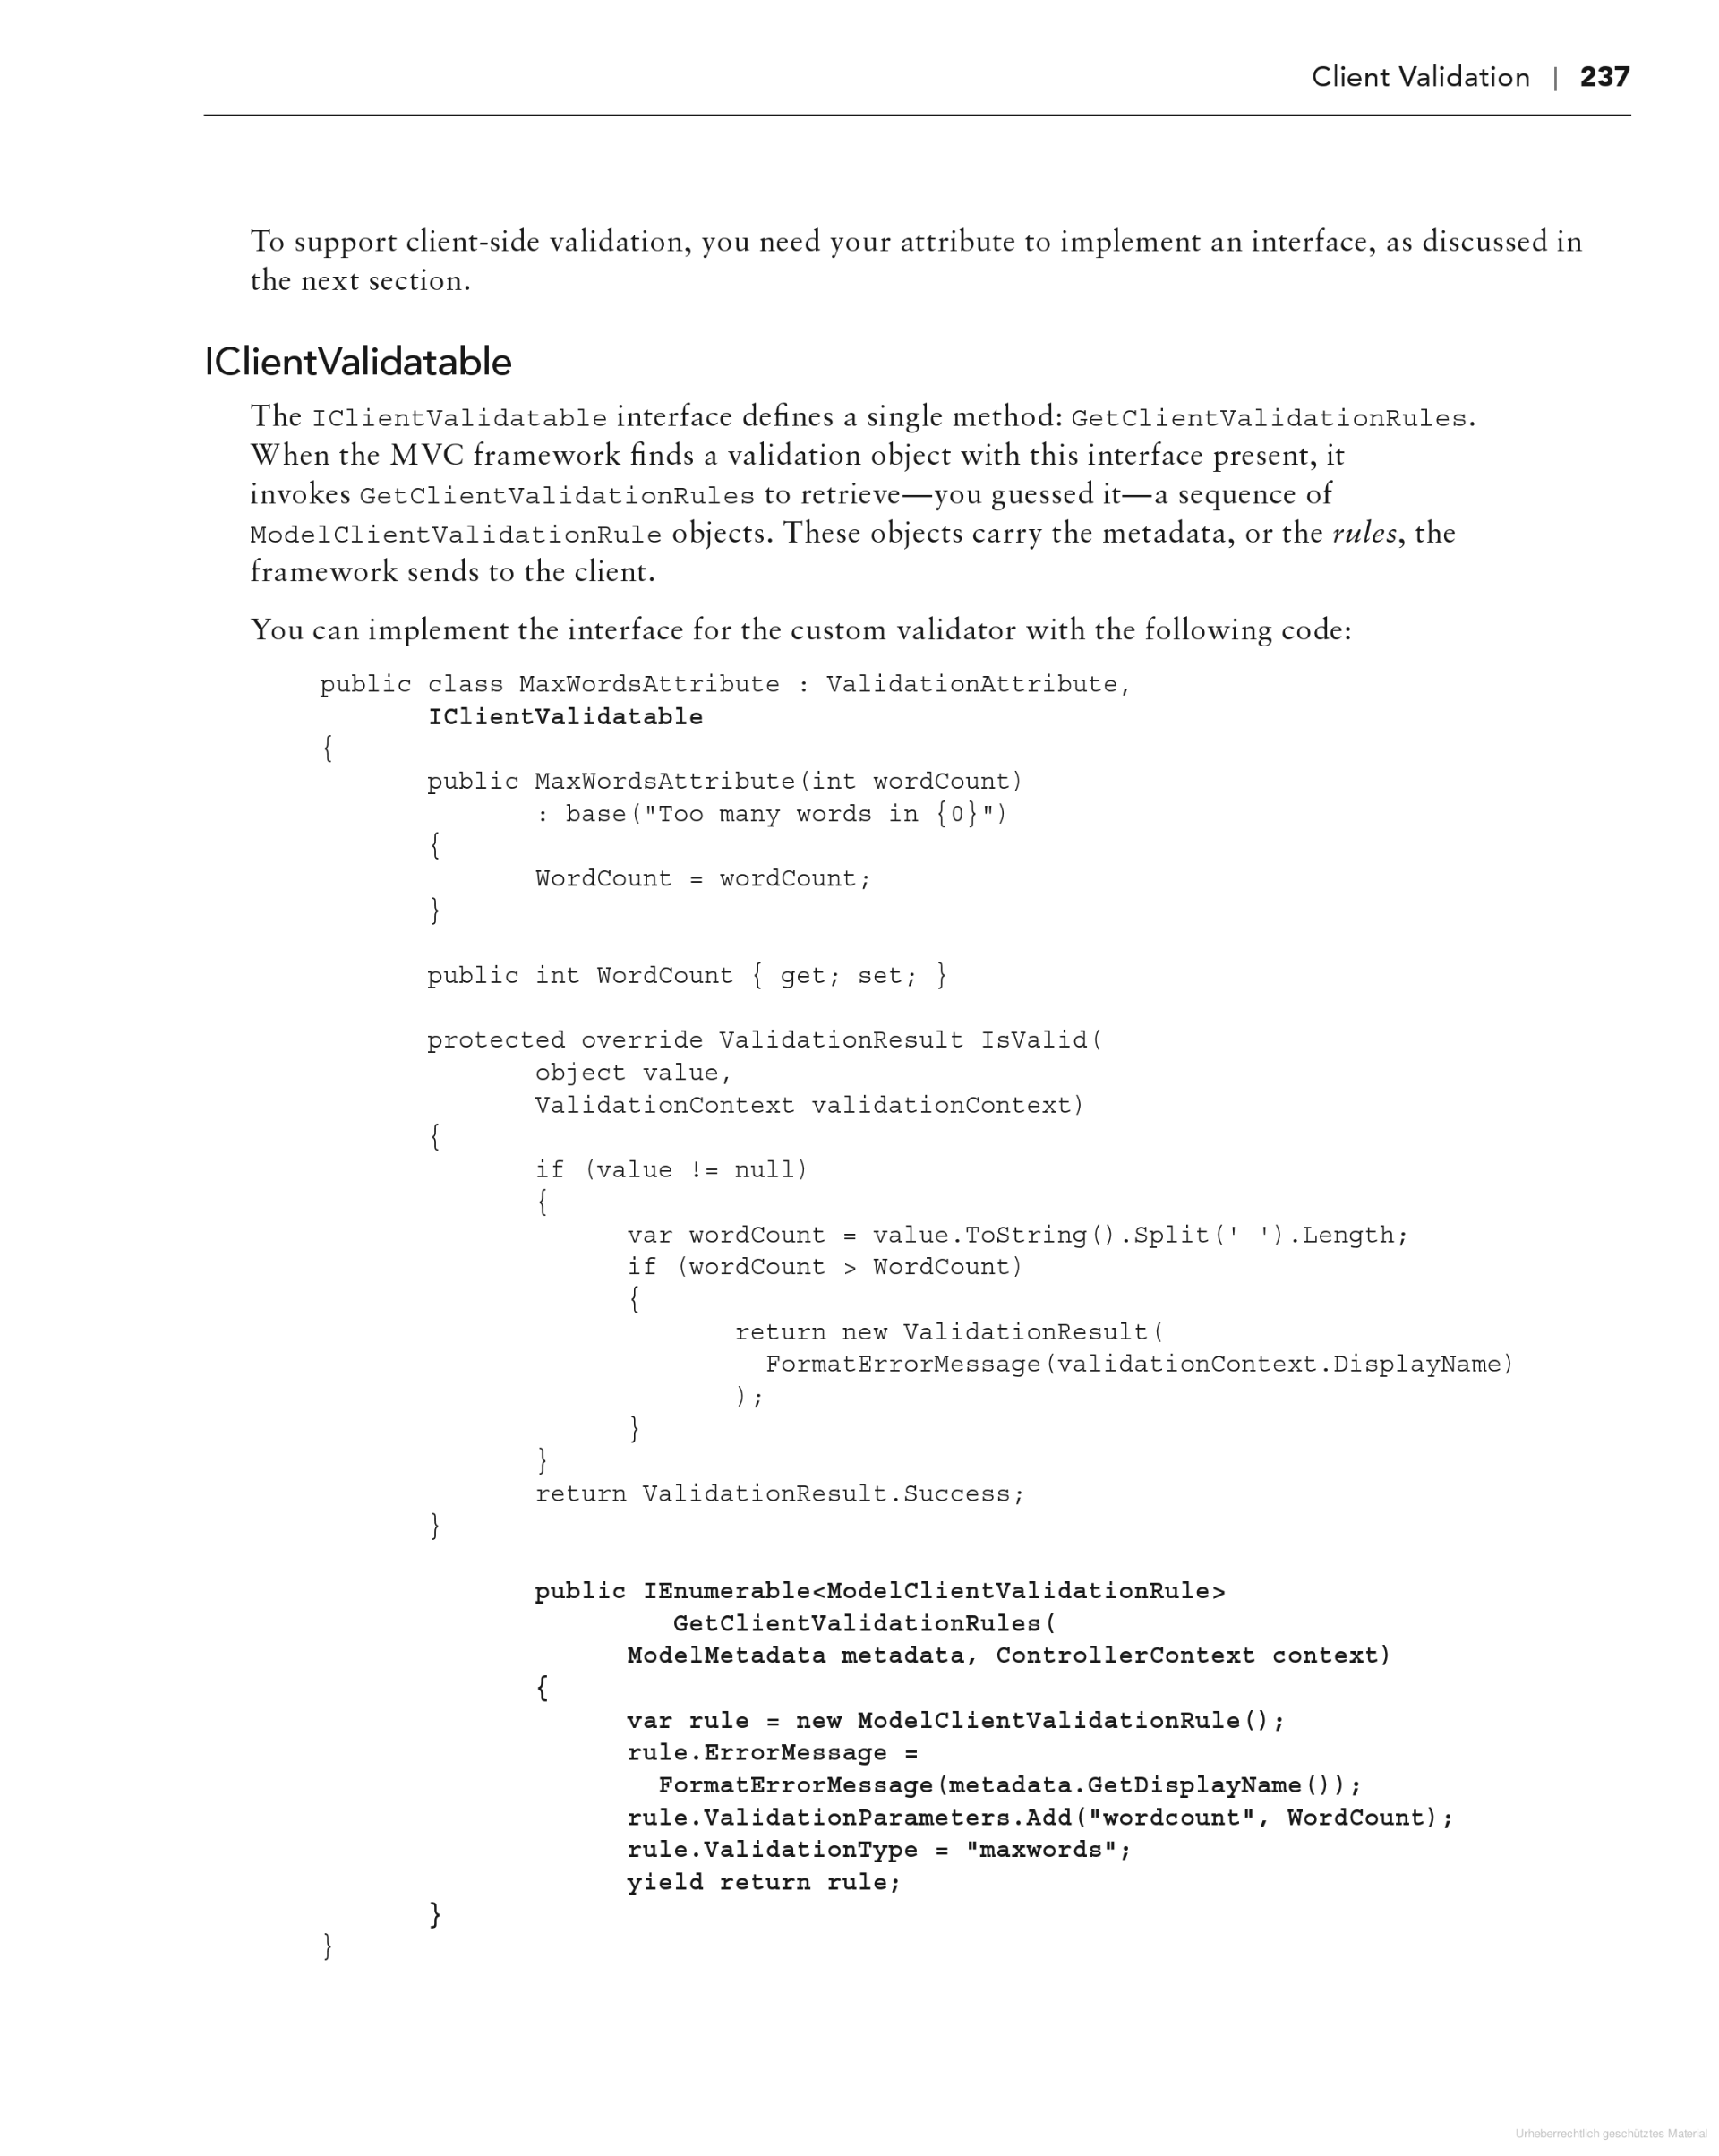 Client Validation | 237
To support client-side validation, you need your attribute to implement an interface, as discussed in
the next section.
IClientValidatable
The IClientValidatable interface defines a single method: GetClientValidationRules.
When the MVC framework finds a validation object with this interface present, it
invokes GetClientValidationRules to retrieve—you guessed it—a sequence of
ModelClientValidationRule objects. These objects carry the metadata, or the rules, the
framework sends to the client.
You can implement the interface for the custom validator with the following code:
public class MaxWordsAttribute : ValidationAttribute,
IClientValidatable
{
public MaxWordsAttribute(int wordCount)
: base("Too many words in {0}")
{
WordCount = wordCount;
}
public int WordCount { get; set; }
protected override ValidationResult IsValid(
object value,
ValidationContext validationContext)
{
if (value != null)
{
var wordCount = value.ToString().Split(' ').Length;
if (wordCount > WordCount)
{
return new ValidationResult(
FormatErrorMessage(validationContext.DisplayName)
);
}
}
return ValidationResult.Success;
}
public IEnumerable<ModelClientValidationRule>
GetClientValidationRules(
ModelMetadata metadata, ControllerContext context)
{
var rule = new ModelClientValidationRule();
rule.ErrorMessage =
FormatErrorMessage(metadata.GetDisplayName());
rule.ValidationParameters.Add("wordcount", WordCount);
rule.ValidationType = "maxwords";
yield return rule;
}
}
Urheberrechtlich geschütztes Material